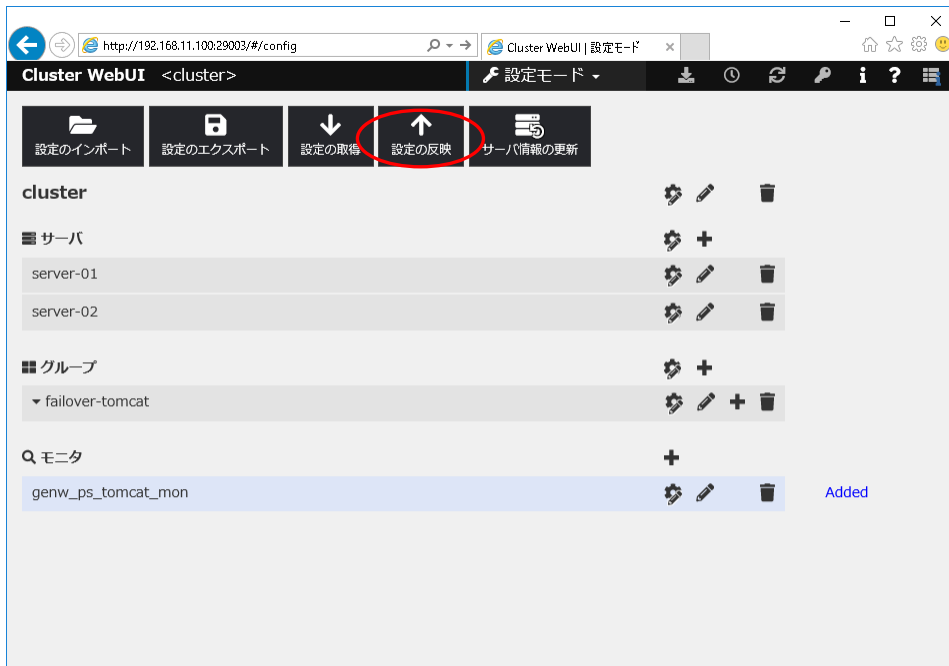 http://192.168.11.100:29003/#/config
Cluster WebUI | 設定モード
Cluster WebUI <cluster> 設定モード
設定のインポート 設定のエクスポート 設定の取得 設定の反映 サーバ情報の更新
cluster
サーバ
server-01
server-02
グループ
failover-tomcat
モニタ
genw_ps_tomcat_mon Added